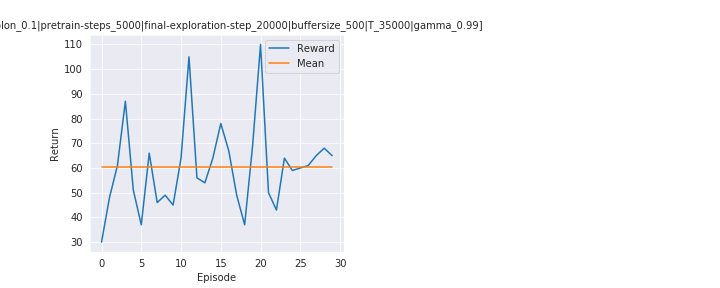 lon_0.1|pretrain-steps_5000|final-exploration-step_20000|buffersize_500|T_35000|gamma_0.99]
110
100
90
80
70
60
50
40
30
Return
Reward
Mean
0 5 10 15 20 25 30
Episode